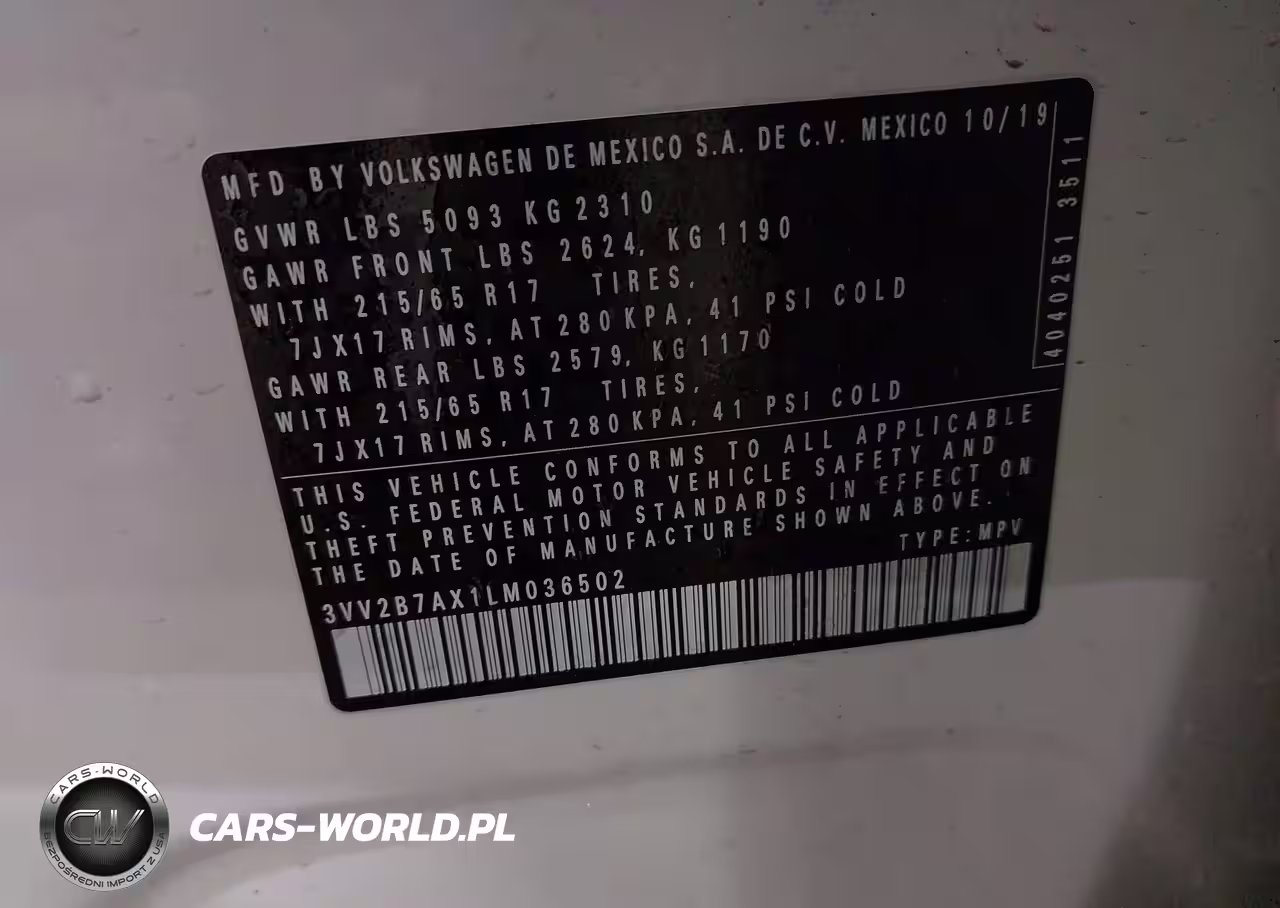 MFD BY VOLKSWAGEN DE MEXICO S.A. DE C.V. MEXICO 10/19
GVWR LBS 5093 KG 2310
GAWR FRONT LBS 2624, KG 1190
WITH 215/65 R17 TIRES,
7JX17 RIMS, AT 280 KPA, 41 PSI COLD
GAWR REAR LBS 2579, KG 1170
WITH 215/65 R17 TIRES,
7JX17 RIMS, AT 280 KPA, 41 PSI COLD
4040251 3511
THIS VEHICLE CONFORMS TO ALL APPLICABLE
U.S. FEDERAL MOTOR VEHICLE SAFETY AND
THEFT PREVENTION STANDARDS IN EFFECT ON
THE DATE OF MANUFACTURE SHOWN ABOVE.
3VV2B7AX1LM036502 TYPE: MPV
CARS-WORLD
CW
BEZPOŚREDNI IMPORT Z USA
CARS-WORLD.PL